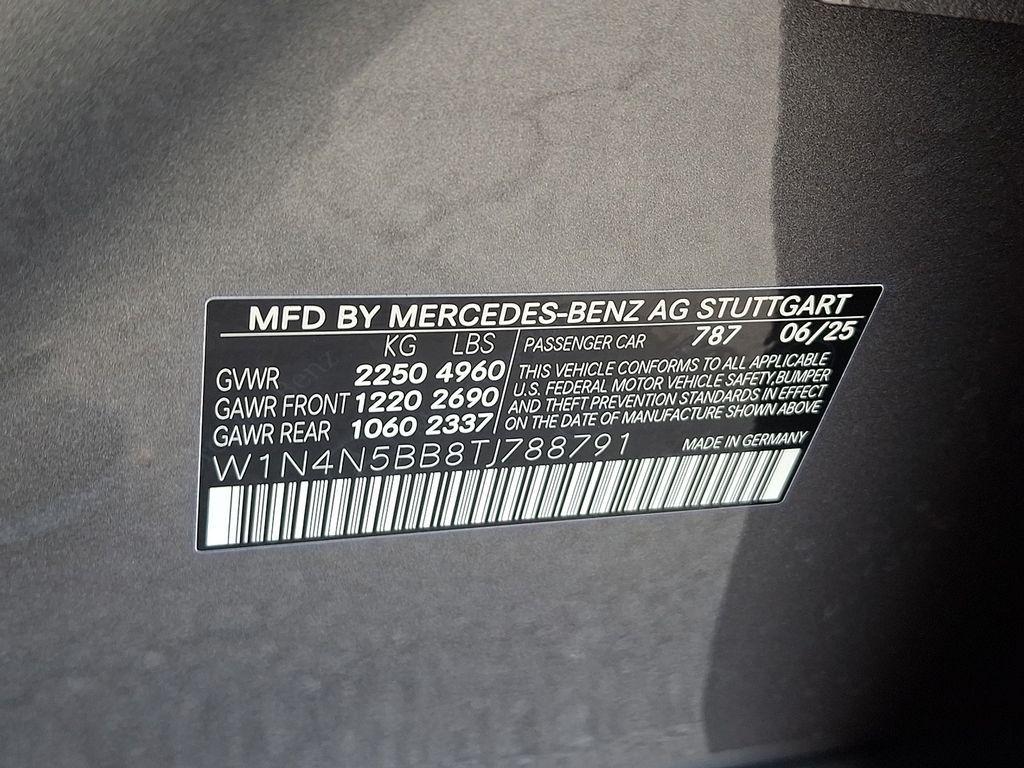 MFD BY MERCEDES-BENZ AG STUTTGART
KG LBS
GVWR 2250 4960
GAWR FRONT 1220 2690
GAWR REAR 1060 2337
PASSENGER CAR 787 06/25
THIS VEHICLE CONFORMS TO ALL APPLICABLE
U.S. FEDERAL MOTOR VEHICLE SAFETY,BUMPER
AND THEFT PREVENTION STANDARDS IN EFFECT
ON THE DATE OF MANUFACTURE SHOWN ABOVE
W1N4N5BB8TJ788791
MADE IN GERMANY